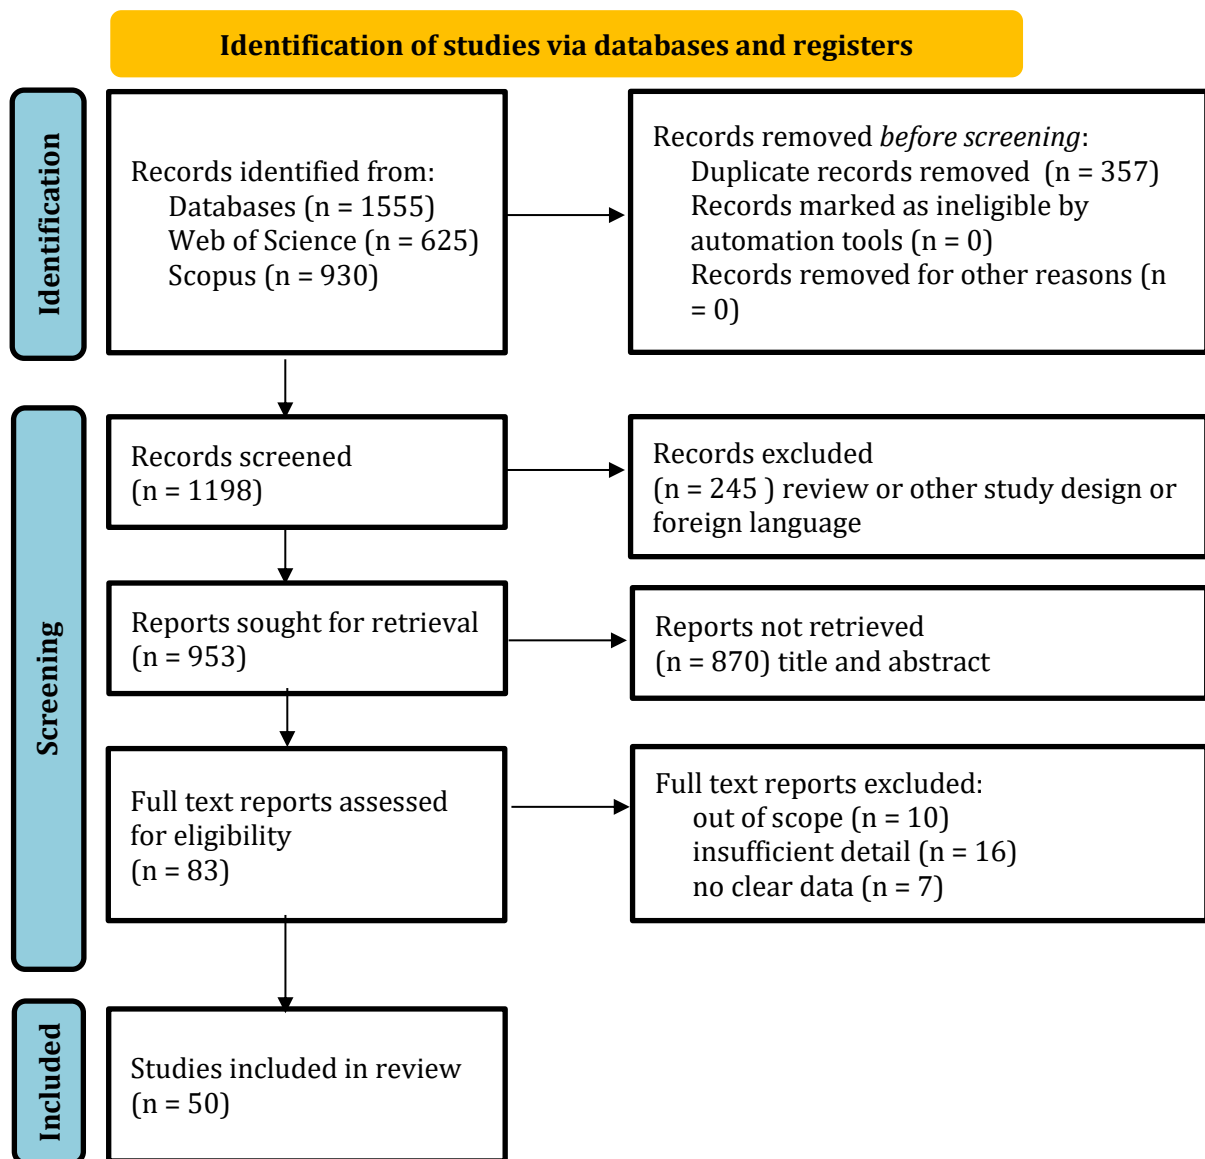 Identification of studies via databases and registers
Identification
Records identified from:
Databases (n = 1555)
Web of Science (n = 625)
Scopus (n = 930)
Records removed before screening:
Duplicate records removed  (n = 357)
Records marked as ineligible by
automation tools (n = 0)
Records removed for other reasons (n
= 0)
Screening
Records screened
(n = 1198)
Records excluded
(n = 245 ) review or other study design or
foreign language
Reports sought for retrieval
(n = 953)
Reports not retrieved
(n = 870) title and abstract
Full text reports assessed
for eligibility
(n = 83)
Full text reports excluded:
out of scope (n = 10)
insufficient detail (n = 16)
no clear data (n = 7)
Included
Studies included in review
(n = 50)